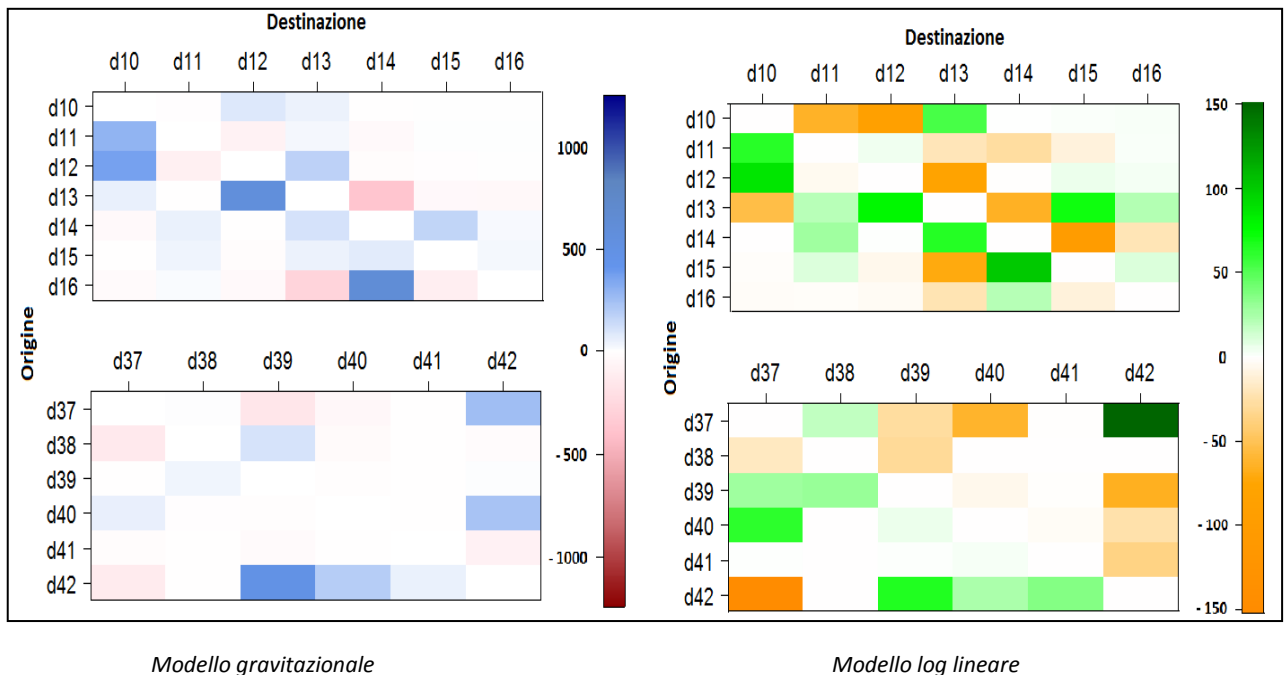 Destinazione
d10 d11 d12 d13 d14 d15 d16
d10
d11
d12
d13
d14
d15
d16
Origine
d37 d38 d39 d40 d41 d42
d37
d38
d39
d40
d41
d42
1000
500
0
-500
-1000
Destinazione
d10 d11 d12 d13 d14 d15 d16
d10
d11
d12
d13
d14
d15
d16
Origine
d37 d38 d39 d40 d41 d42
d37
d38
d39
d40
d41
d42
150
100
50
0
-50
-100
-150
Modello gravitazionale
Modello log lineare